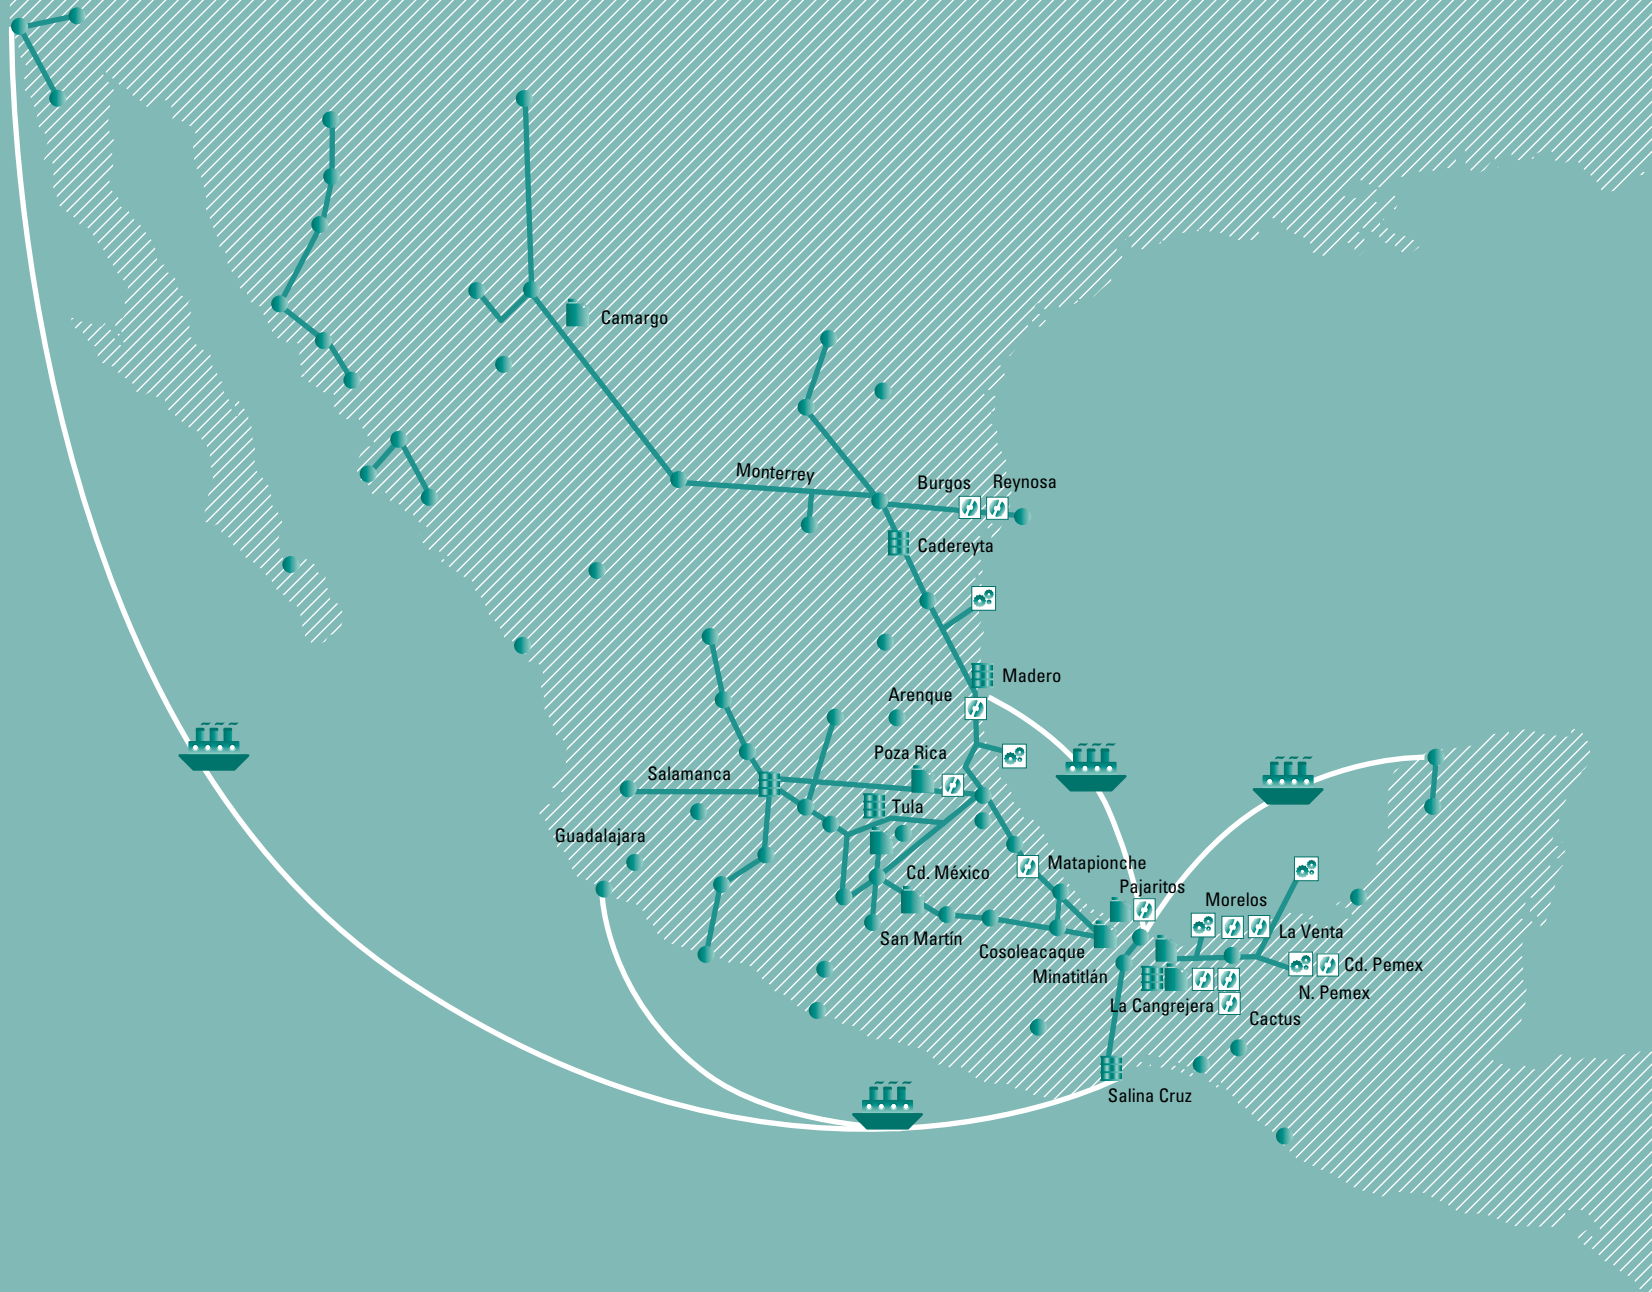 Camargo
Monterrey
Burgos
Reynosa
Cadereyta
Madero
Arenque
Poza Rica
Salamanca
Tula
Guadalajara
Matapionche
Cd. México
Pajaritos
Morelos
La Venta
San Martín
Cosoleacaque
Cd. Pemex
Minatitlán
N. Pemex
La Cangrejera
Cactus
Salina Cruz